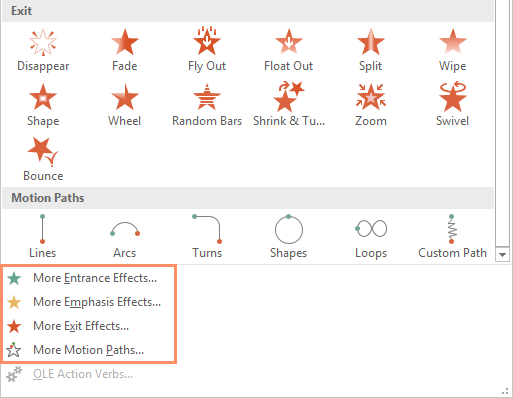 Exit
Disappear Fade Fly Out Float Out Split Wipe
Shape Wheel Random Bars Shrink & Tu... Zoom Swivel
Bounce
Motion Paths
Lines Arcs Turns Shapes Loops Custom Path
More Entrance Effects...
More Emphasis Effects...
More Exit Effects...
More Motion Paths...
OLE Action Verbs...